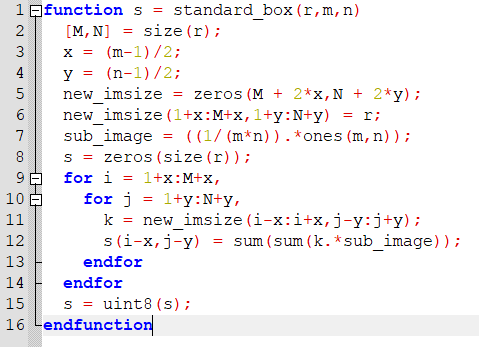 1 function s = standard_box(r,m,n)
2 [M,N] = size(r);
3 x = (m-1)/2;
4 y = (n-1)/2;
5 new_imsize = zeros(M + 2*x,N + 2*y);
6 new_imsize(1+x:M+x,1+y:N+y) = r;
7 sub_image = ((1/(m*n)).*ones(m,n));
8 s = zeros(size(r));
9 for i = 1+x:M+x,
10 for j = 1+y:N+y,
11 k = new_imsize(i-x:i+x,j-y:j+y);
12 s(i-x,j-y) = sum(sum(k.*sub_image));
13 endfor
14 endfor
15 s = uint8(s);
16 endfunction